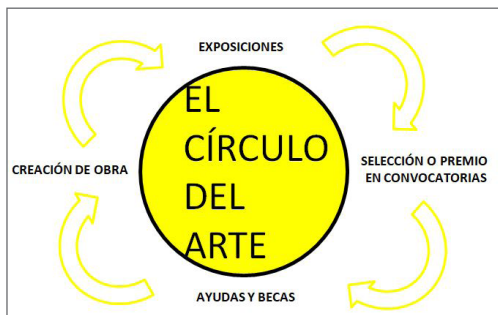 EXPOSICIONES
EL
CÍRCULO
DEL
ARTE
CREACIÓN DE OBRA
SELECCIÓN O PREMIO
EN CONVOCATORIAS
AYUDAS Y BECAS